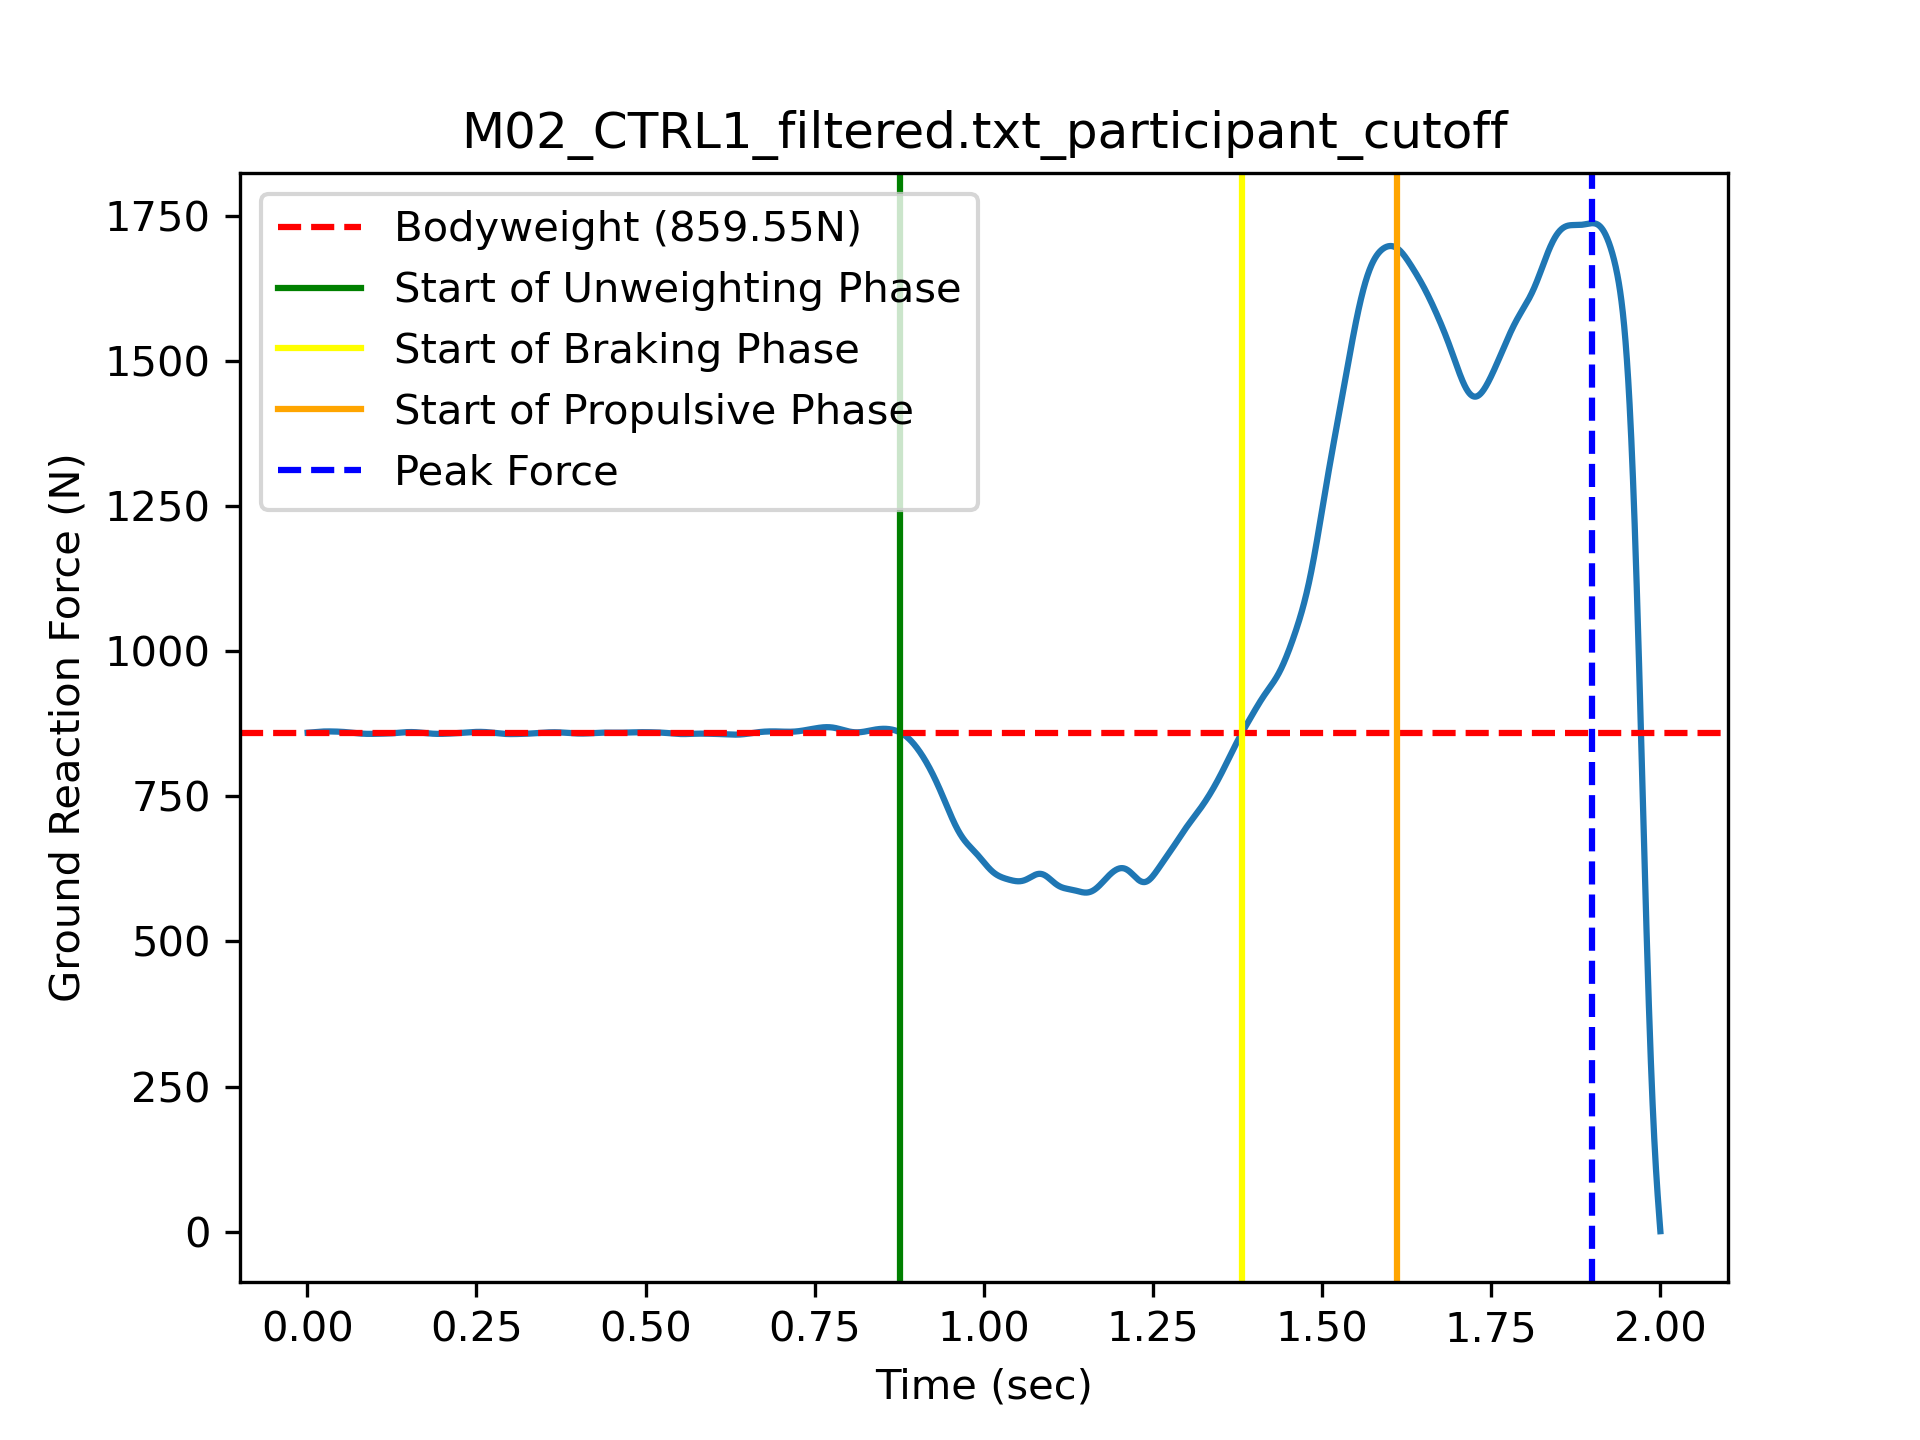 M02_CTRL1_filtered.txt_participant_cutoff
Bodyweight (859.55N)
Start of Unweighting Phase
Start of Braking Phase
Start of Propulsive Phase
Peak Force
Ground Reaction Force (N)
1750
1500
1250
1000
750
500
250
0
0.00 0.25 0.50 0.75 1.00 1.25 1.50 1.75 2.00
Time (sec)